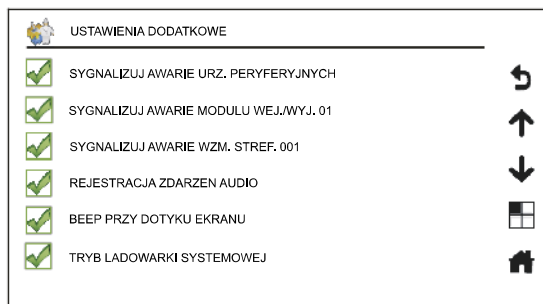 USTAWIENIA DODATKOWE
SYGNALIZUJ AWARIE URZ. PERYFERYJNYCH
SYGNALIZUJ AWARIE MODULU WEJ./WYJ. 01
SYGNALIZUJ AWARIE WZM. STREF. 001
REJESTRACJA ZDARZEN AUDIO
BEEP PRZY DOTYKU EKRANU
TRYB LADOWARKI SYSTEMOWEJ